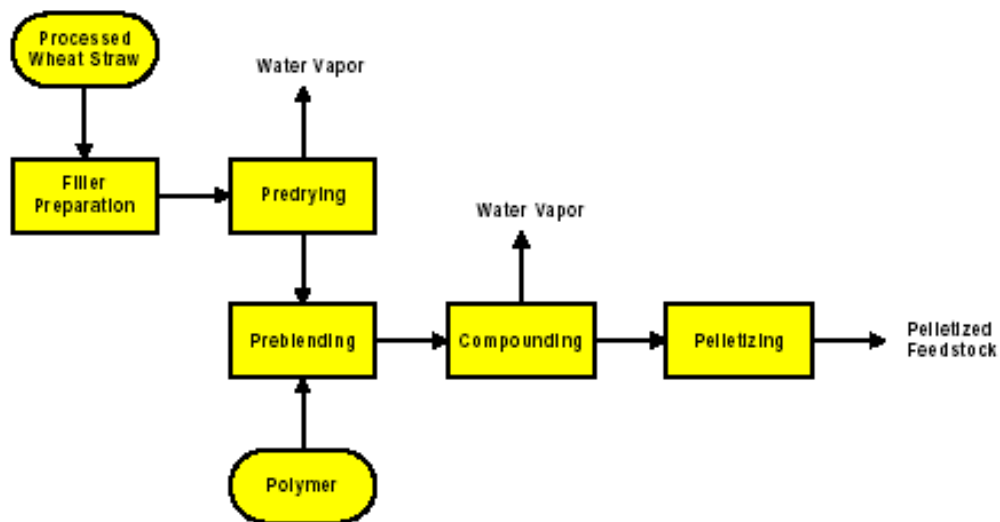 Processed
Wheat Straw
Water Vapor
Filler
Preparation
Predrying
Water Vapor
Preblending
Compounding
Pelletizing
Pelletized
Feedstock
Polymer